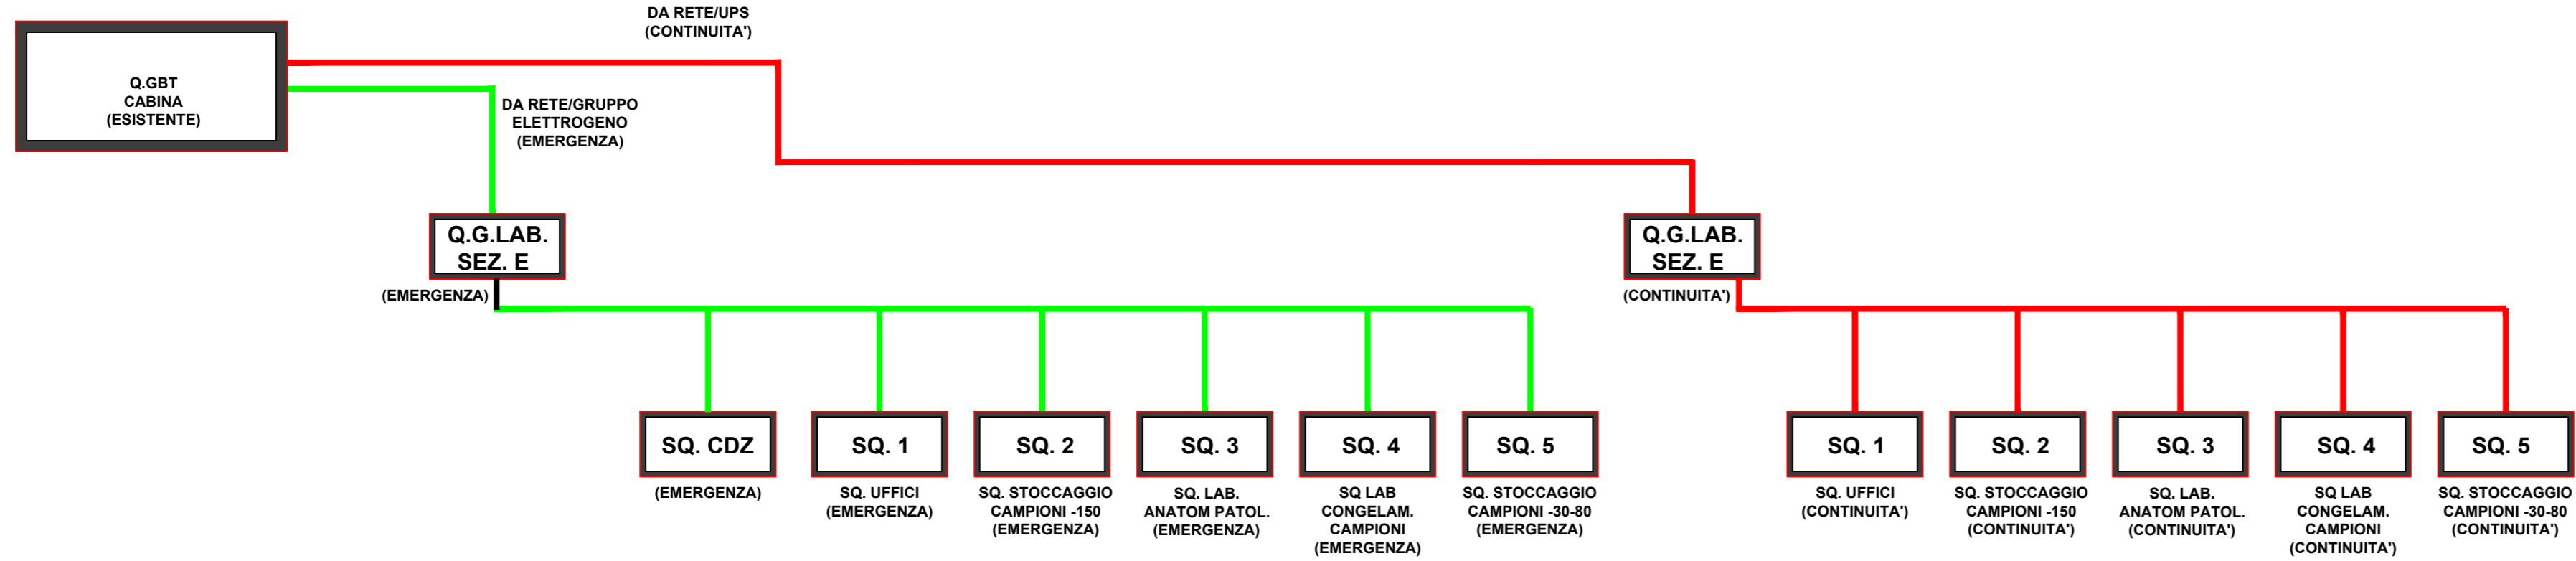 DA RETE/UPS
(CONTINUITA')
Q.GBT
CABINA
(ESISTENTE)
DA RETE/GRUPPO
ELETTROGENO
(EMERGENZA)
Q.G.LAB.
SEZ. E
(EMERGENZA)
Q.G.LAB.
SEZ. E
(CONTINUITA')
SQ. CDZ
(EMERGENZA)
SQ. 1
SQ. UFFICI
(EMERGENZA)
SQ. 2
SQ. STOCCAGGIO
CAMPIONI -150
(EMERGENZA)
SQ. 3
SQ. LAB.
ANATOM PATOL.
(EMERGENZA)
SQ. 4
SQ LAB
CONGELAM.
CAMPIONI
(EMERGENZA)
SQ. 5
SQ. STOCCAGGIO
CAMPIONI -30-80
(EMERGENZA)
SQ. 1
SQ. UFFICI
(CONTINUITA')
SQ. 2
SQ. STOCCAGGIO
CAMPIONI -150
(CONTINUITA')
SQ. 3
SQ. LAB.
ANATOM PATOL.
(CONTINUITA')
SQ. 4
SQ LAB
CONGELAM.
CAMPIONI
(CONTINUITA')
SQ. 5
SQ. STOCCAGGIO
CAMPIONI -30-80
(CONTINUITA')